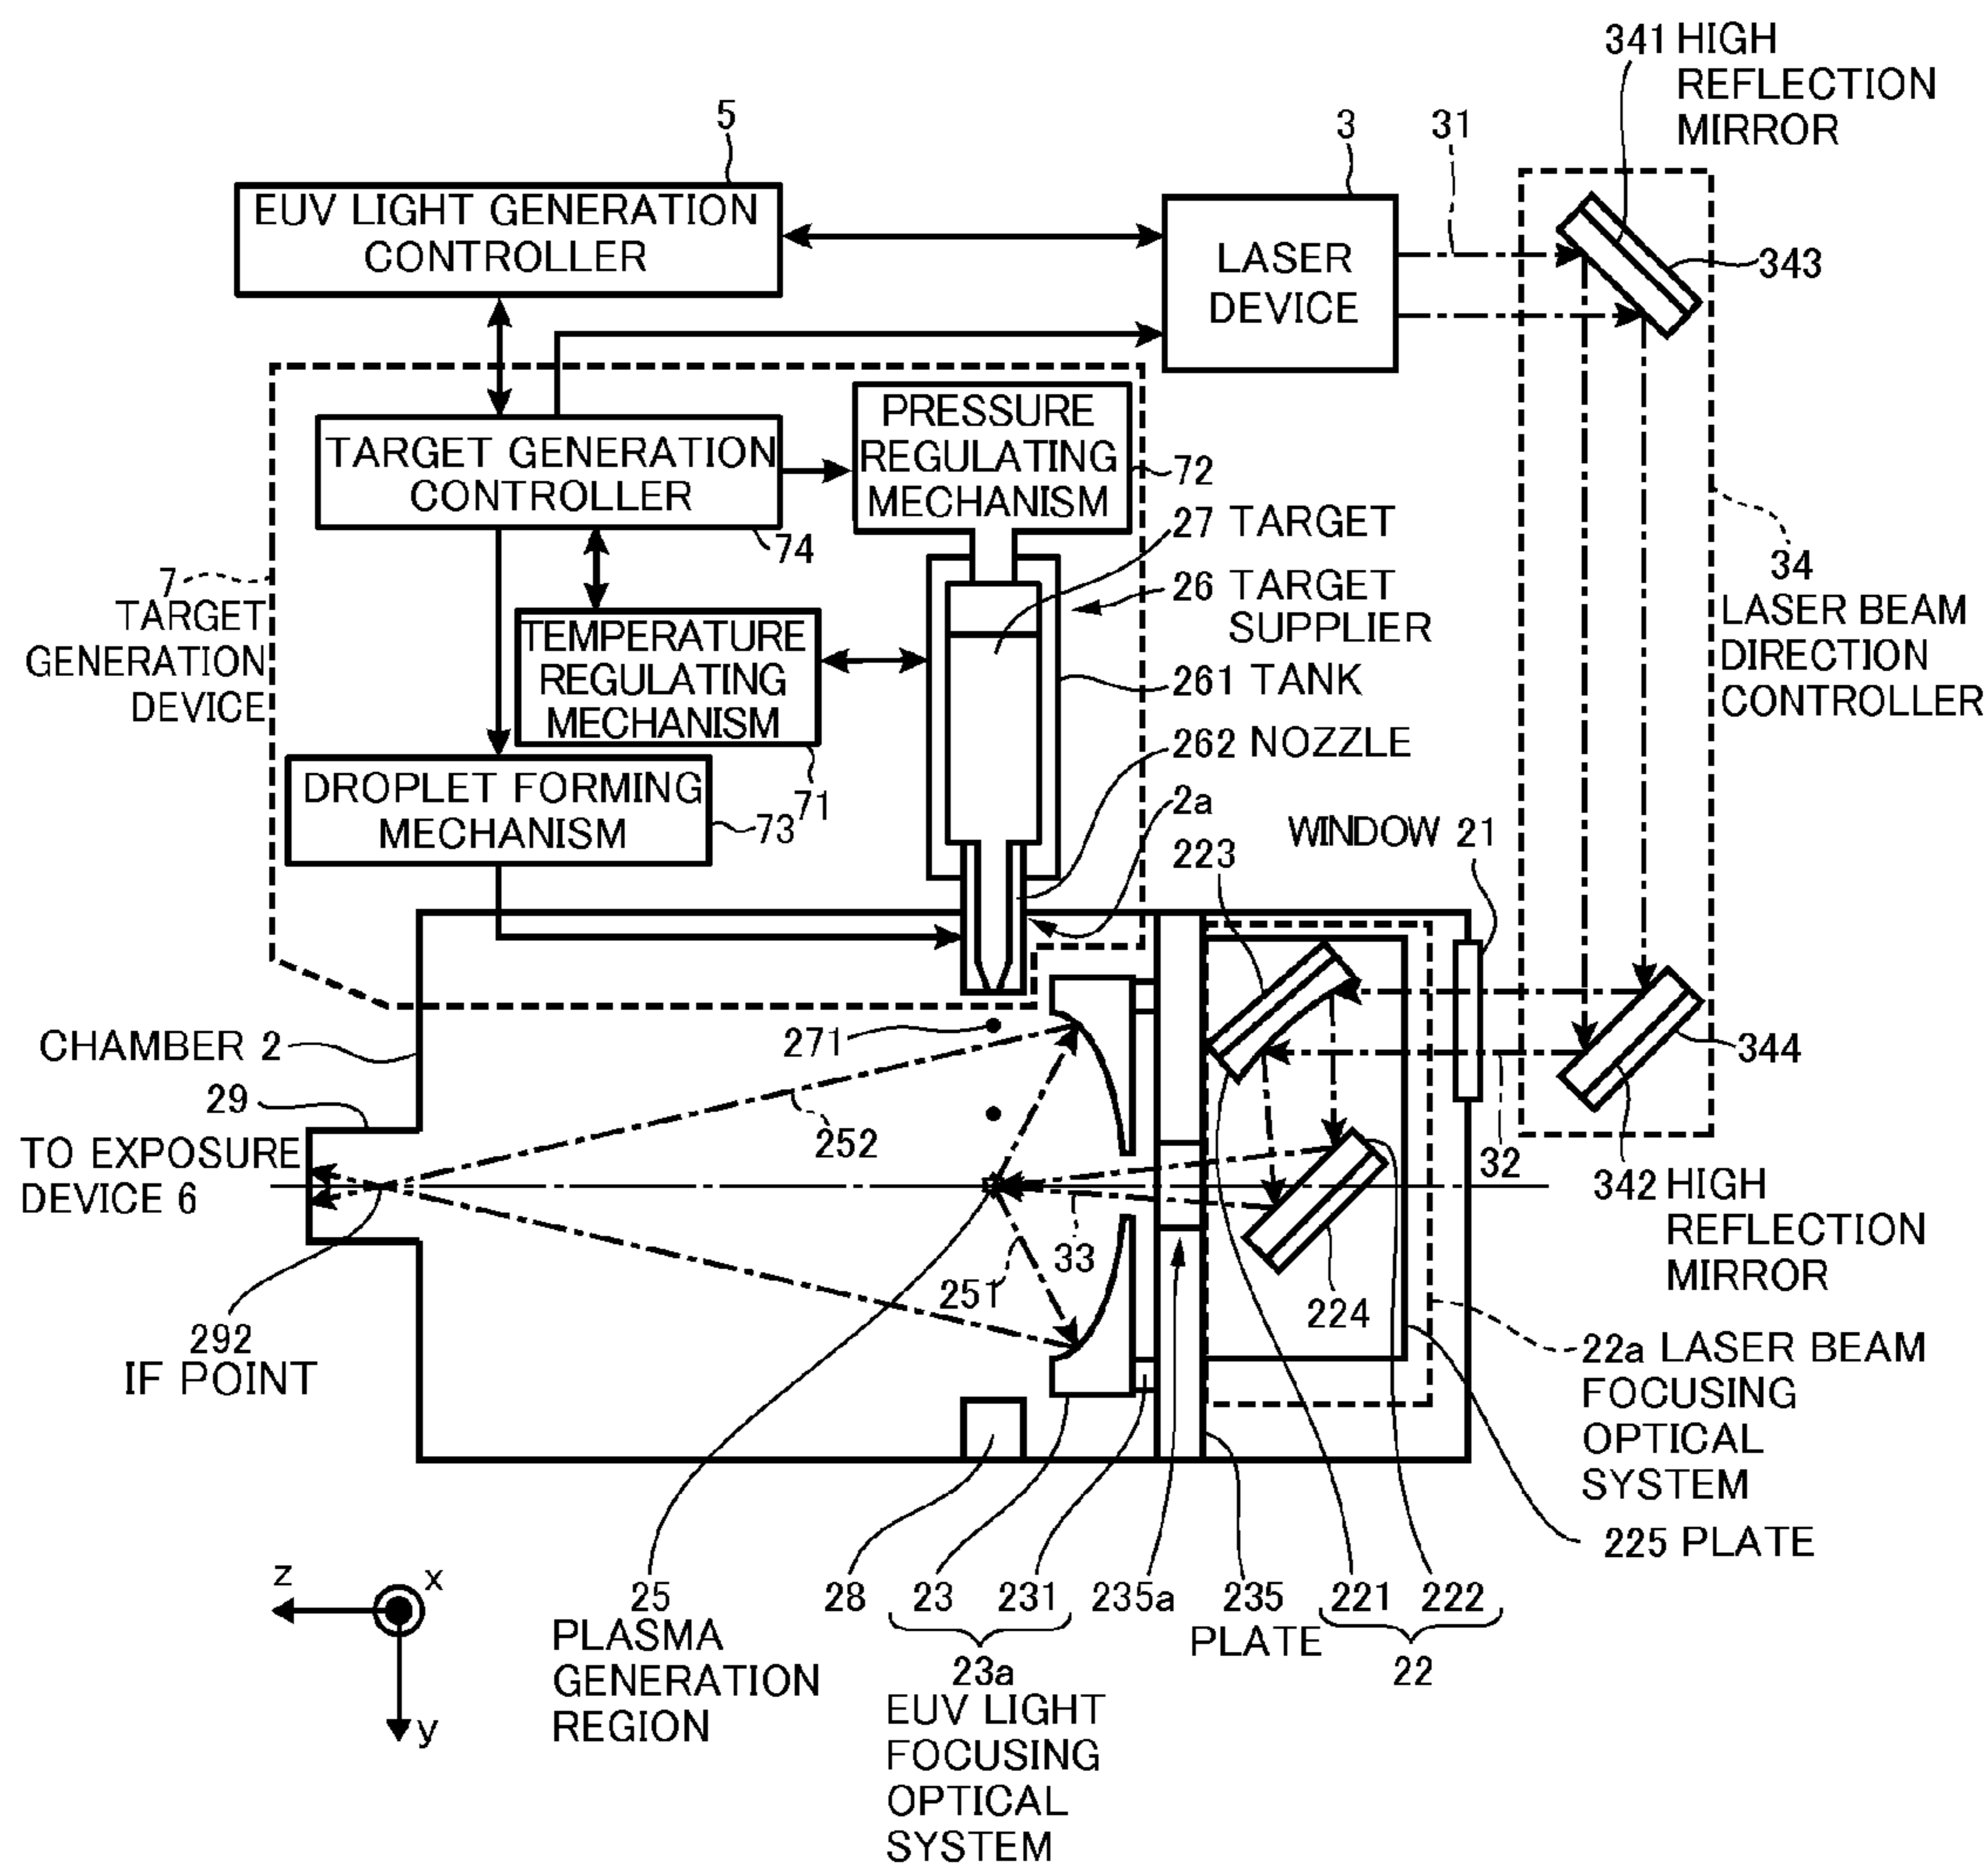 341 HIGH
REFLECTION
MIRROR
5
3
31
EUV LIGHT GENERATION
CONTROLLER
LASER
DEVICE
343
PRESSURE
REGULATING
MECHANISM
72
TARGET GENERATION
CONTROLLER
74
27 TARGET
34
LASER BEAM
DIRECTION
CONTROLLER
7
TARGET
GENERATION
DEVICE
26 TARGET
SUPPLIER
TEMPERATURE
REGULATING
MECHANISM
71
261 TANK
262 NOZZLE
2a
DROPLET FORMING
MECHANISM
73
WINDOW 21
223
271
CHAMBER 2
344
29
252
TO EXPOSURE
DEVICE 6
32
342 HIGH
REFLECTION
MIRROR
33
251
224
292
IF POINT
22a LASER BEAM
FOCUSING
OPTICAL
SYSTEM
225 PLATE
z
x
y
25
PLASMA
GENERATION
REGION
28
23
231
23a
EUV LIGHT
FOCUSING
OPTICAL
SYSTEM
235a
235
PLATE
221
222
22